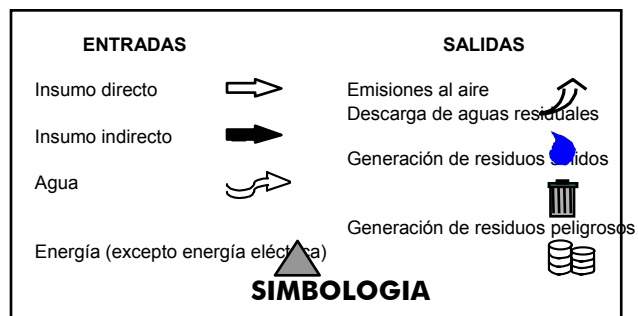 ENTRADAS
SALIDAS
Insumo directo
Insumo indirecto
Agua
Energía (excepto energía eléctrica)
Emisiones al aire
Descarga de aguas residuales
Generación de residuos sólidos
Generación de residuos peligrosos
SIMBOLOGIA